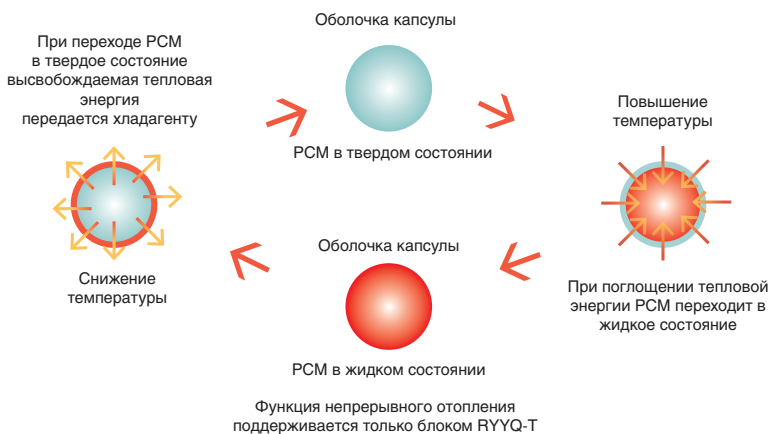 Оболочка капсулы
При переходе PCM
в твердое состояние
высвобождаемая тепловая
энергия
передается хладагенту
PCM в твердом состоянии
Повышение
температуры
Снижение
температуры
Оболочка капсулы
При поглощении тепловой
энергии PCM переходит в
жидкое состояние
PCM в жидком состоянии
Функция непрерывного отопления
поддерживается только блоком RYYQ-T